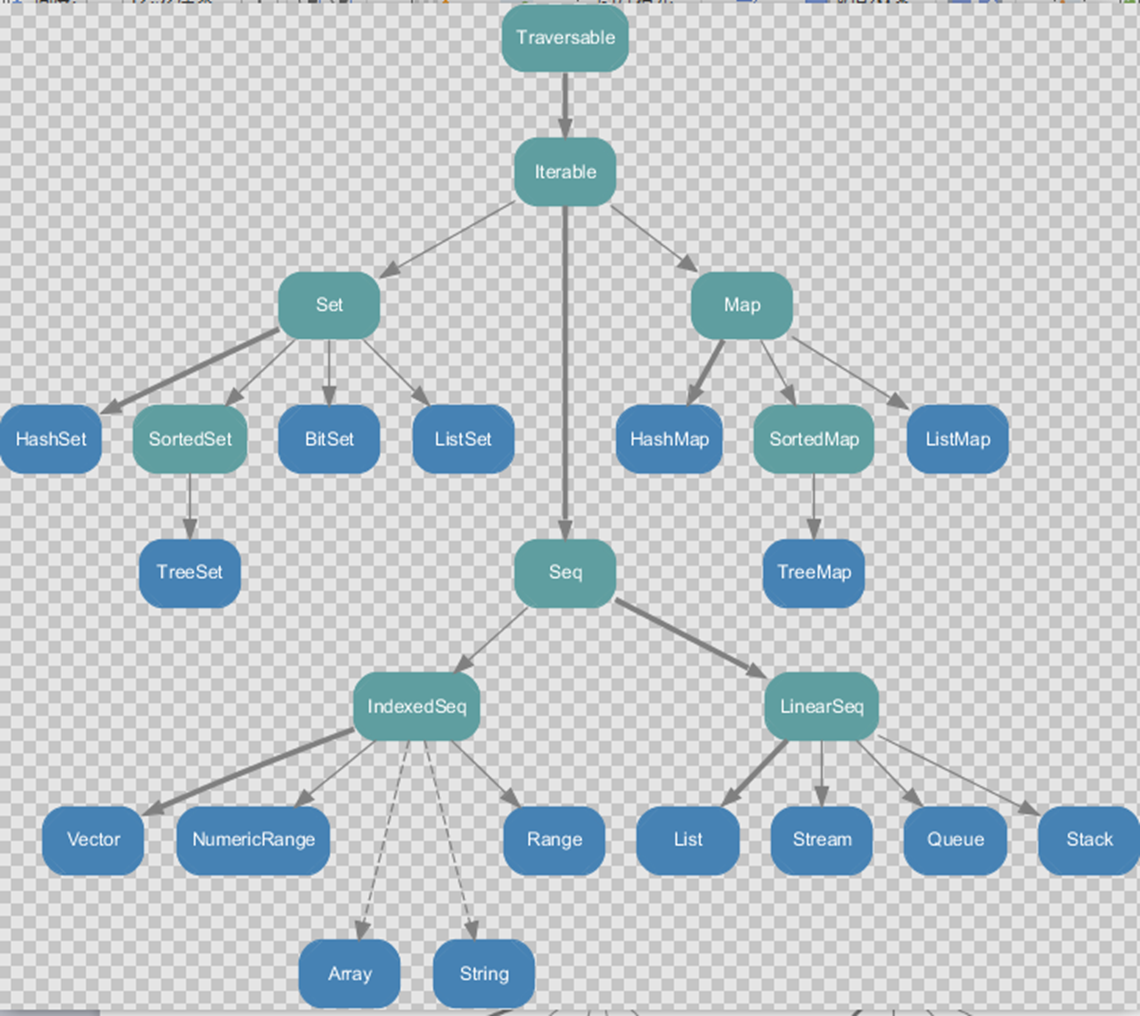 Traversable
Iterable
Set
Map
HashSet
SortedSet
BitSet
ListSet
HashMap
SortedMap
ListMap
TreeSet
Seq
TreeMap
IndexedSeq
LinearSeq
Vector
NumericRange
Range
List
Stream
Queue
Stack
Array
String